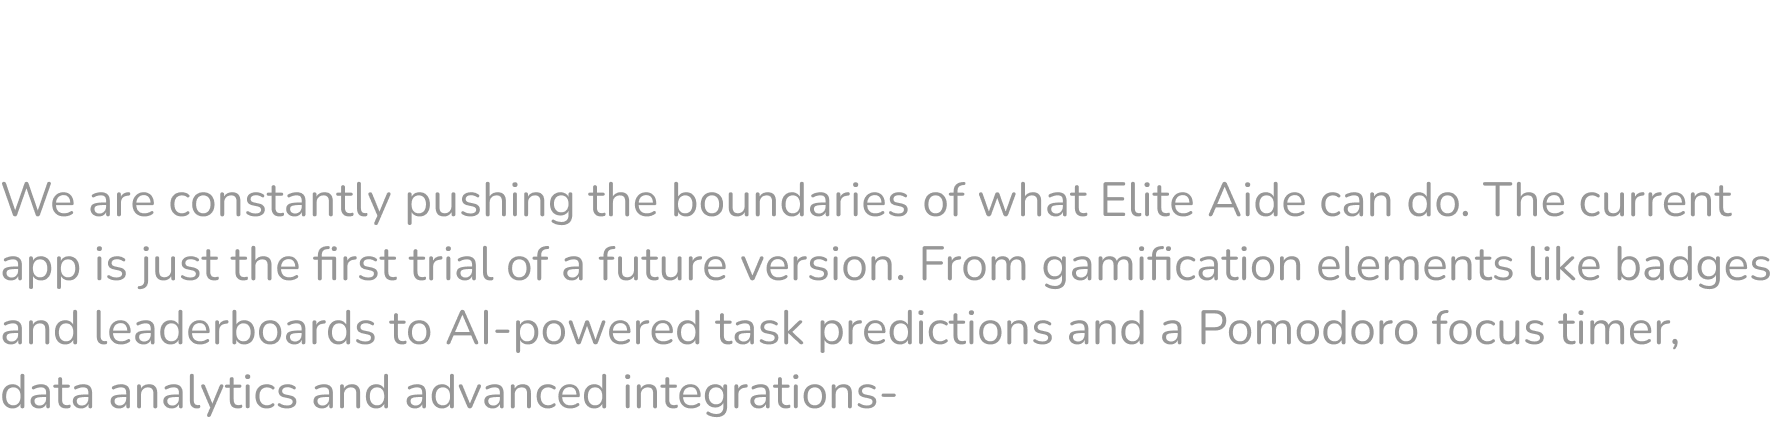 We are constantly pushing the boundaries of what Elite Aide can do. The current
app is just the first trial of a future version. From gamification elements like badges
and leaderboards to AI-powered task predictions and a Pomodoro focus timer,
data analytics and advanced integrations-